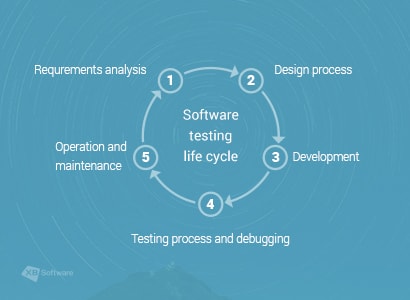 Requrements analysis
1
2
Design process
Software
testing
life cycle
Operation and
maintenance
5
3
Development
4
Testing process and debugging
XB Software